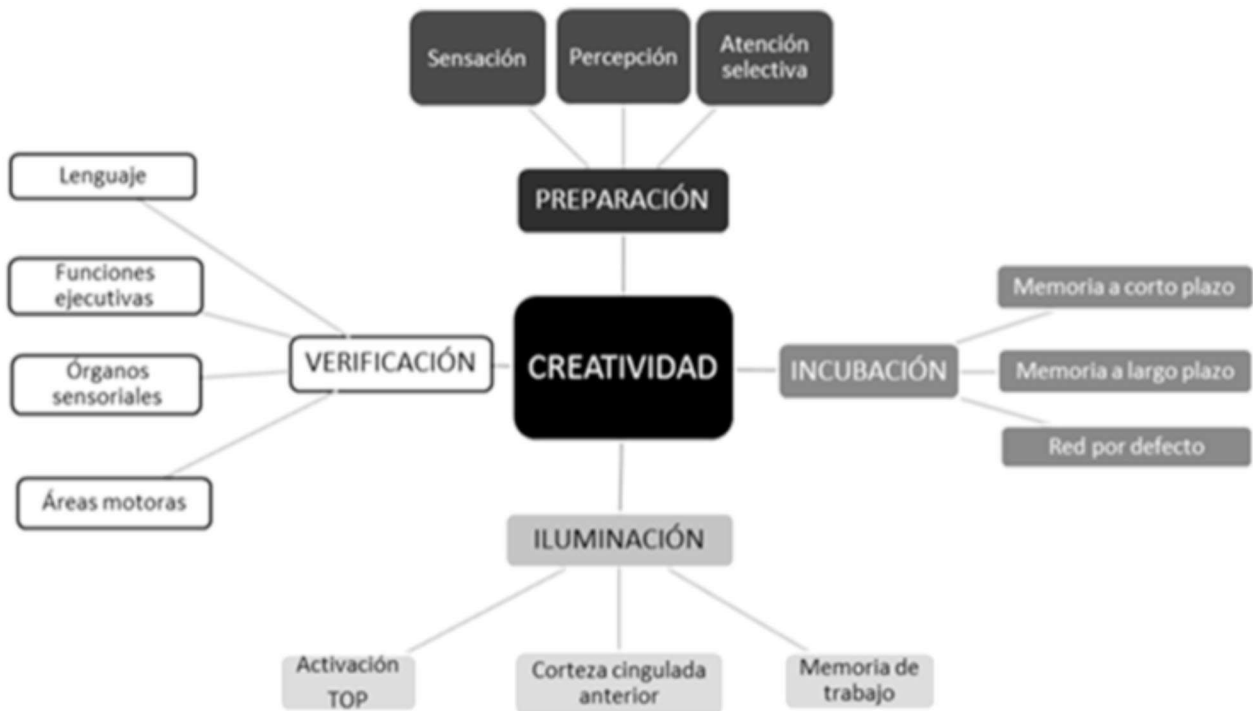 Sensación
Percepción
Atención
selectiva
PREPARACIÓN
Lenguaje
Funciones
ejecutivas
Órganos
sensoriales
Áreas motoras
VERIFICACIÓN
CREATIVIDAD
INCUBACIÓN
Memoria a corto plazo
Memoria a largo plazo
Red por defecto
ILUMINACIÓN
Activación
TOP
Corteza cingulada
anterior
Memoria de
trabajo